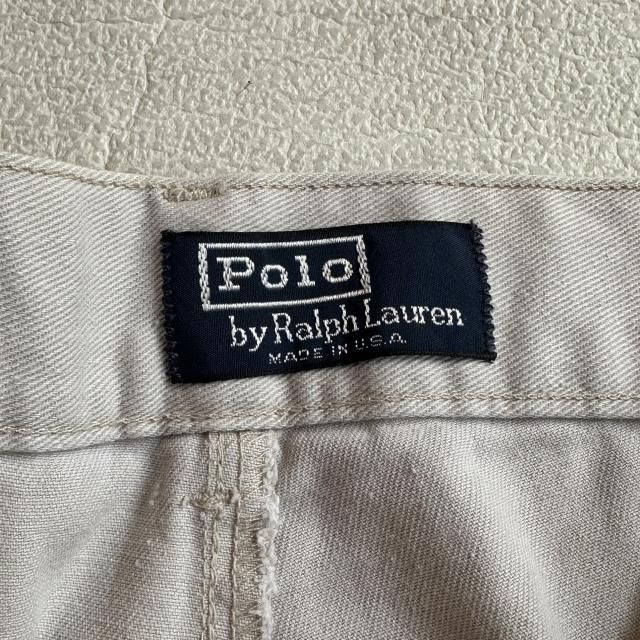 Polo
by Ralph Lauren
MADE IN U.S.A.